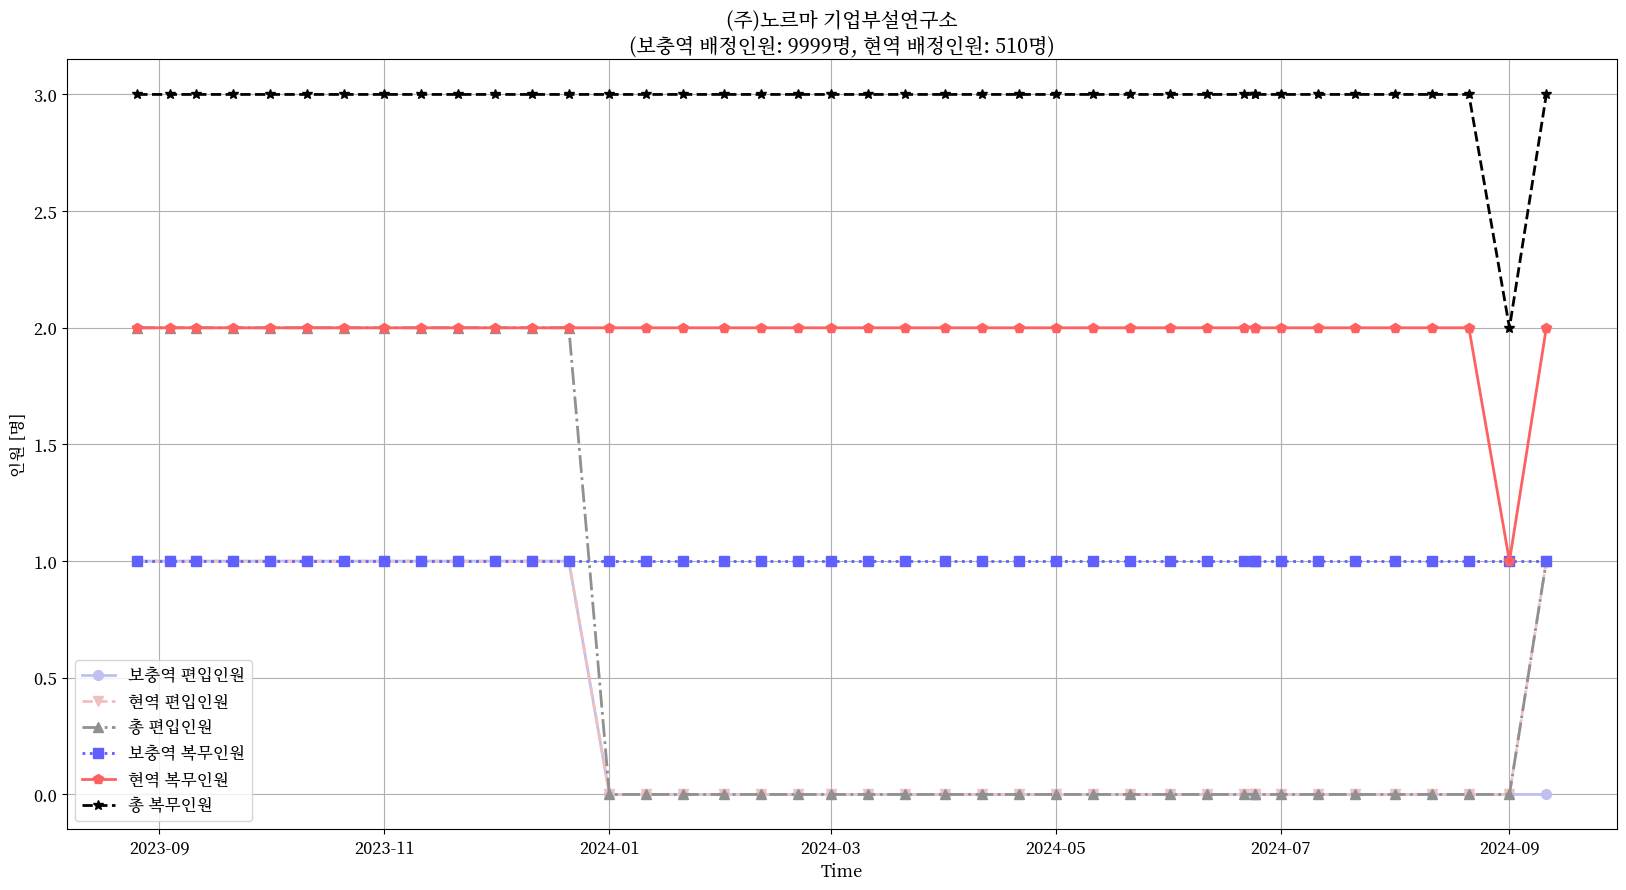 (주)노르마 기업부설연구소
(보충역 배정인원: 9999명, 현역 배정인원: 510명)
3.0
2.5
2.0
1.5
1.0
0.5
0.0
인원 [명]
보충역 편입인원
현역 편입인원
총 편입인원
보충역 복무인원
현역 복무인원
총 복무인원
2023-09 2023-11 2024-01 2024-03 2024-05 2024-07 2024-09
Time